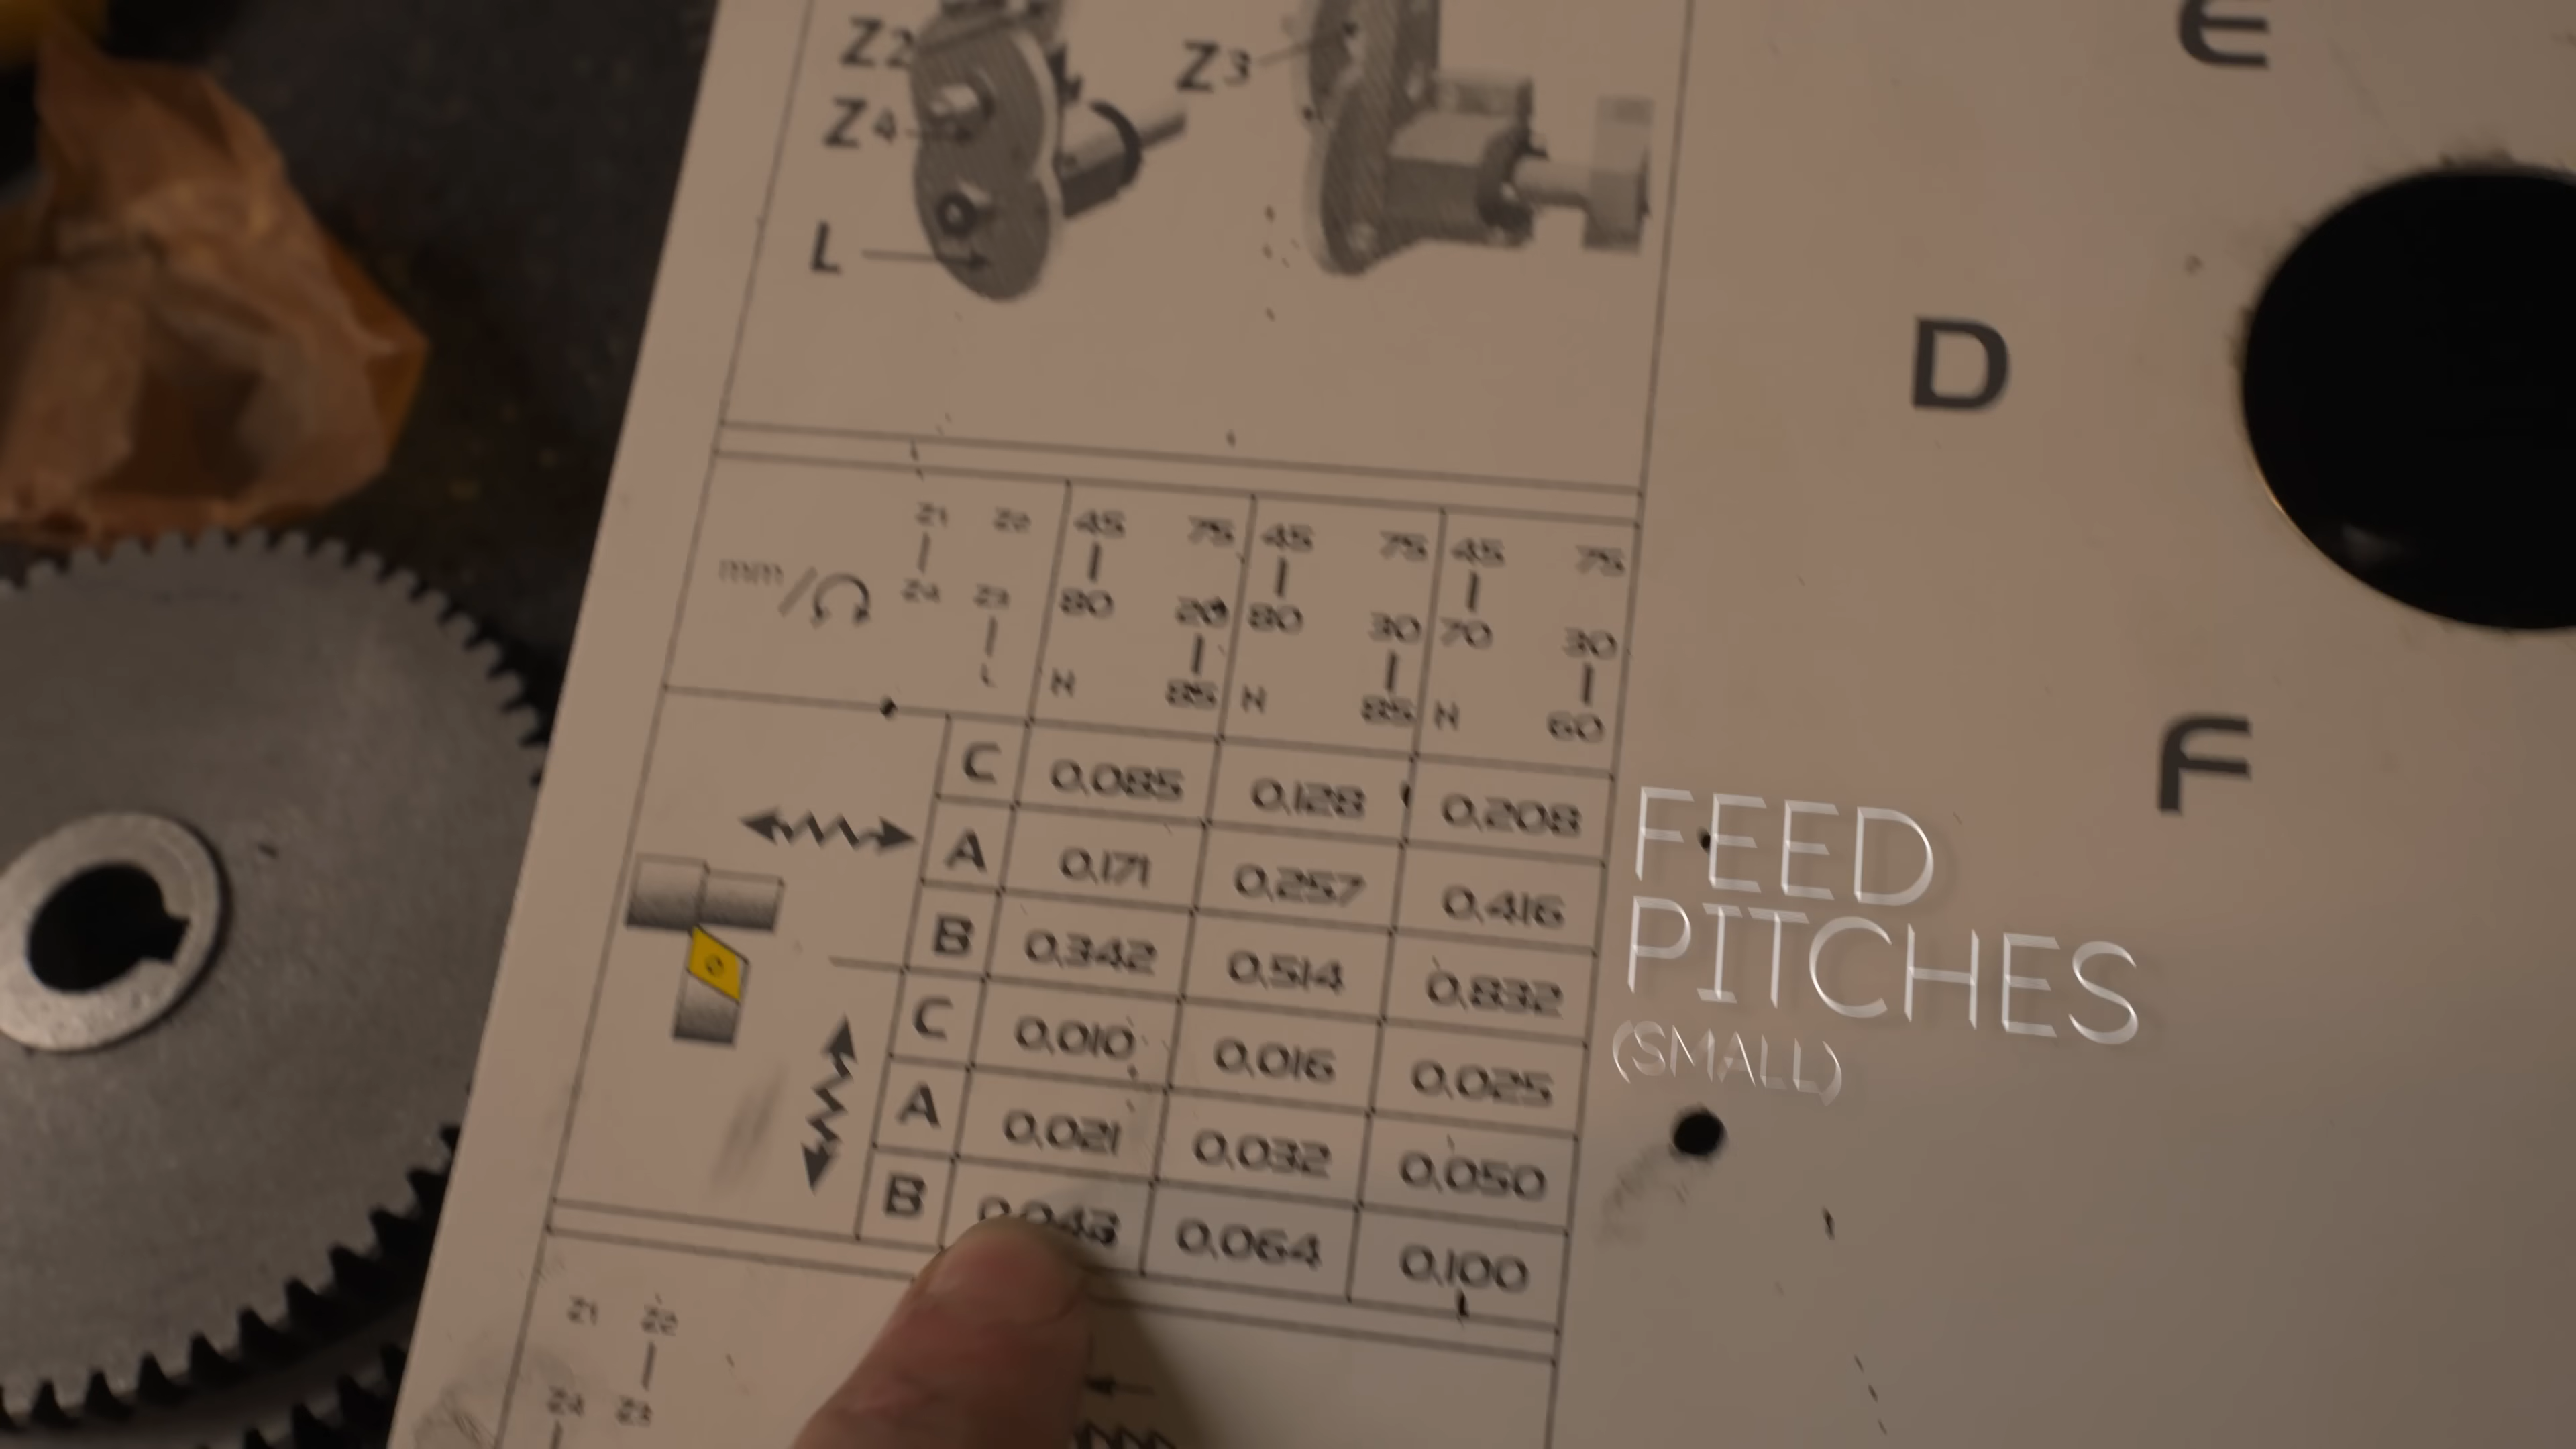 E
Z2
Z3
Z4
L
D
Z1 Z2 45 75 45 75 45 75
mm/
Z4 Z3 80 20 80 30 70 30
L H 85 H 85 H 60
F
C 0.085 0.128 0.208
A 0.171 0.257 0.416
B 0.342 0.514 0.832
C 0.010 0.016 0.025
A 0.021 0.032 0.050
B 0.043 0.064 0.100
FEED
PITCHES
(SMALL)
Z1 Z2
Z4 Z3